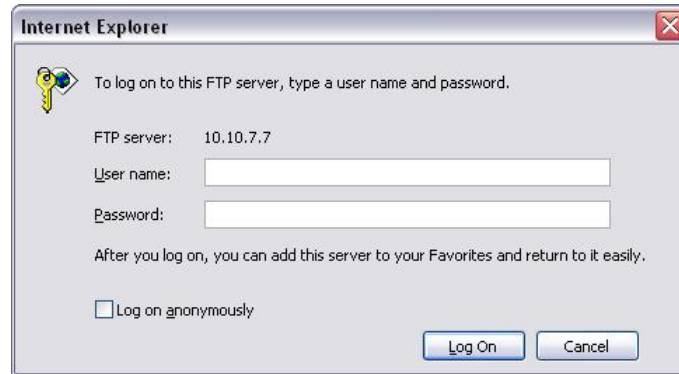 Internet Explorer
To log on to this FTP server, type a user name and password.
FTP server: 10.10.7.7
User name:
Password:
After you log on, you can add this server to your Favorites and return to it easily.
Log on anonymously
Log On Cancel